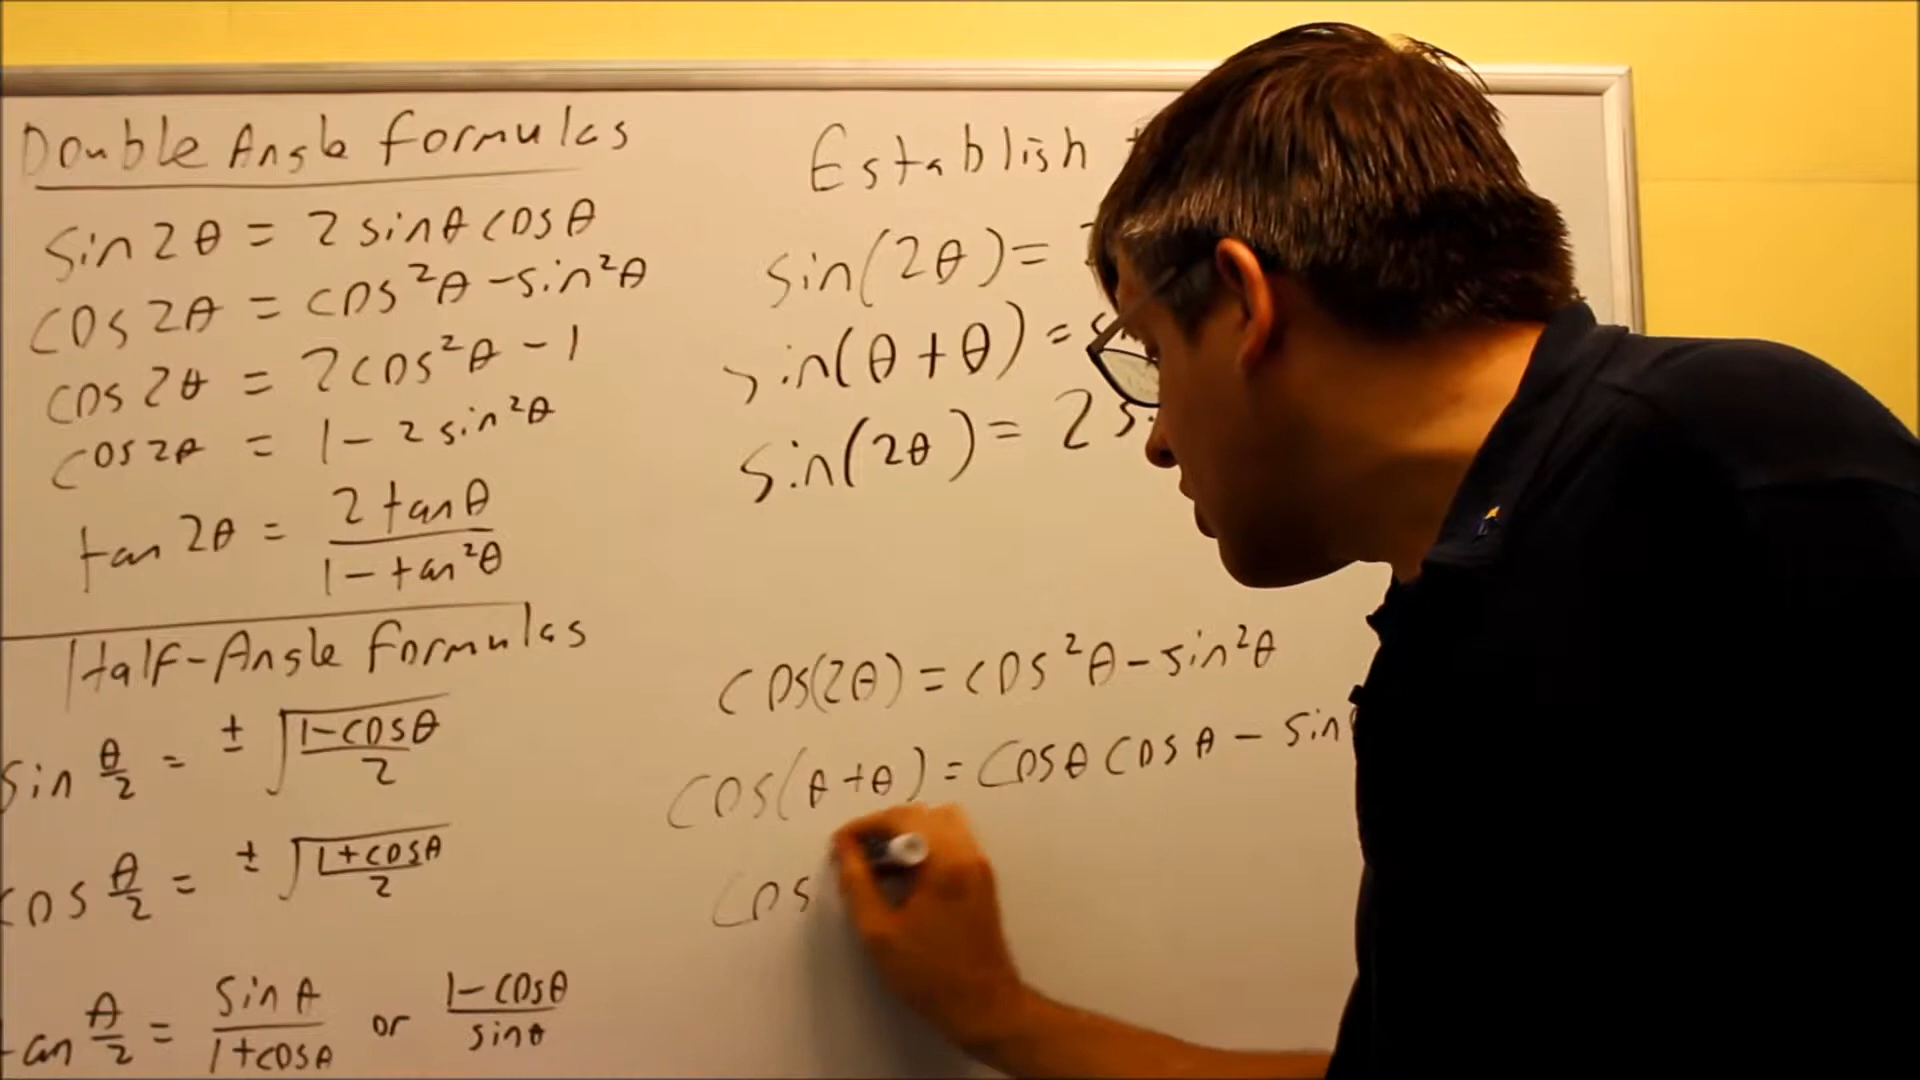 Double Angle Formulas
sin 2θ = 2 sinθ cosθ
cos 2θ = cos²θ - sin²θ
cos 2θ = 2cos²θ - 1
cos 2θ = 1 - 2 sin²θ
tan 2θ = 2 tanθ / 1 - tan²θ
Half-Angle Formulas
sin θ/2 = ± √(1-cosθ / 2)
cos θ/2 = ± √(1+cosθ / 2)
tan θ/2 = sinθ / 1+cosθ or 1-cosθ / sinθ
Establish
sin(2θ) =
sin(θ+θ) =
sin(2θ) = 2
cos(2θ) = cos²θ - sin²θ
cos(θ+θ) = cosθ cosθ - sin
cos